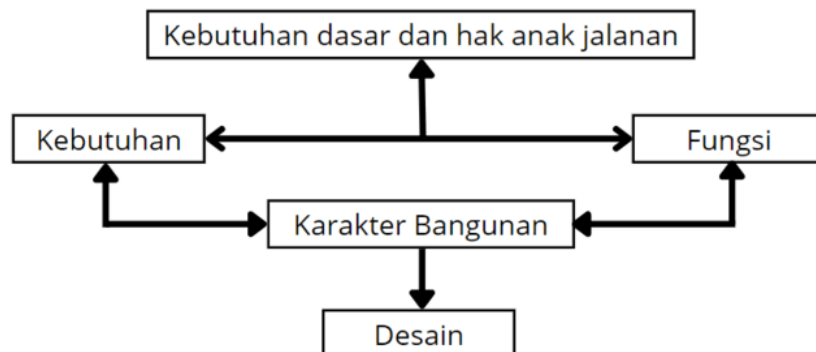 Kebutuhan dasar dan hak anak jalanan
Kebutuhan
Fungsi
Karakter Bangunan
Desain